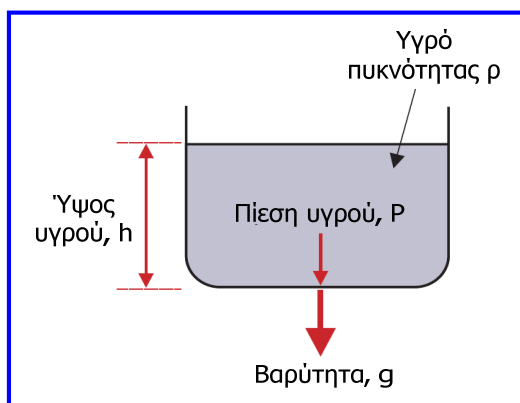 Υγρό
πυκνότητας ρ
Ύψος
υγρού, h
Πίεση υγρού, P
Βαρύτητα, g